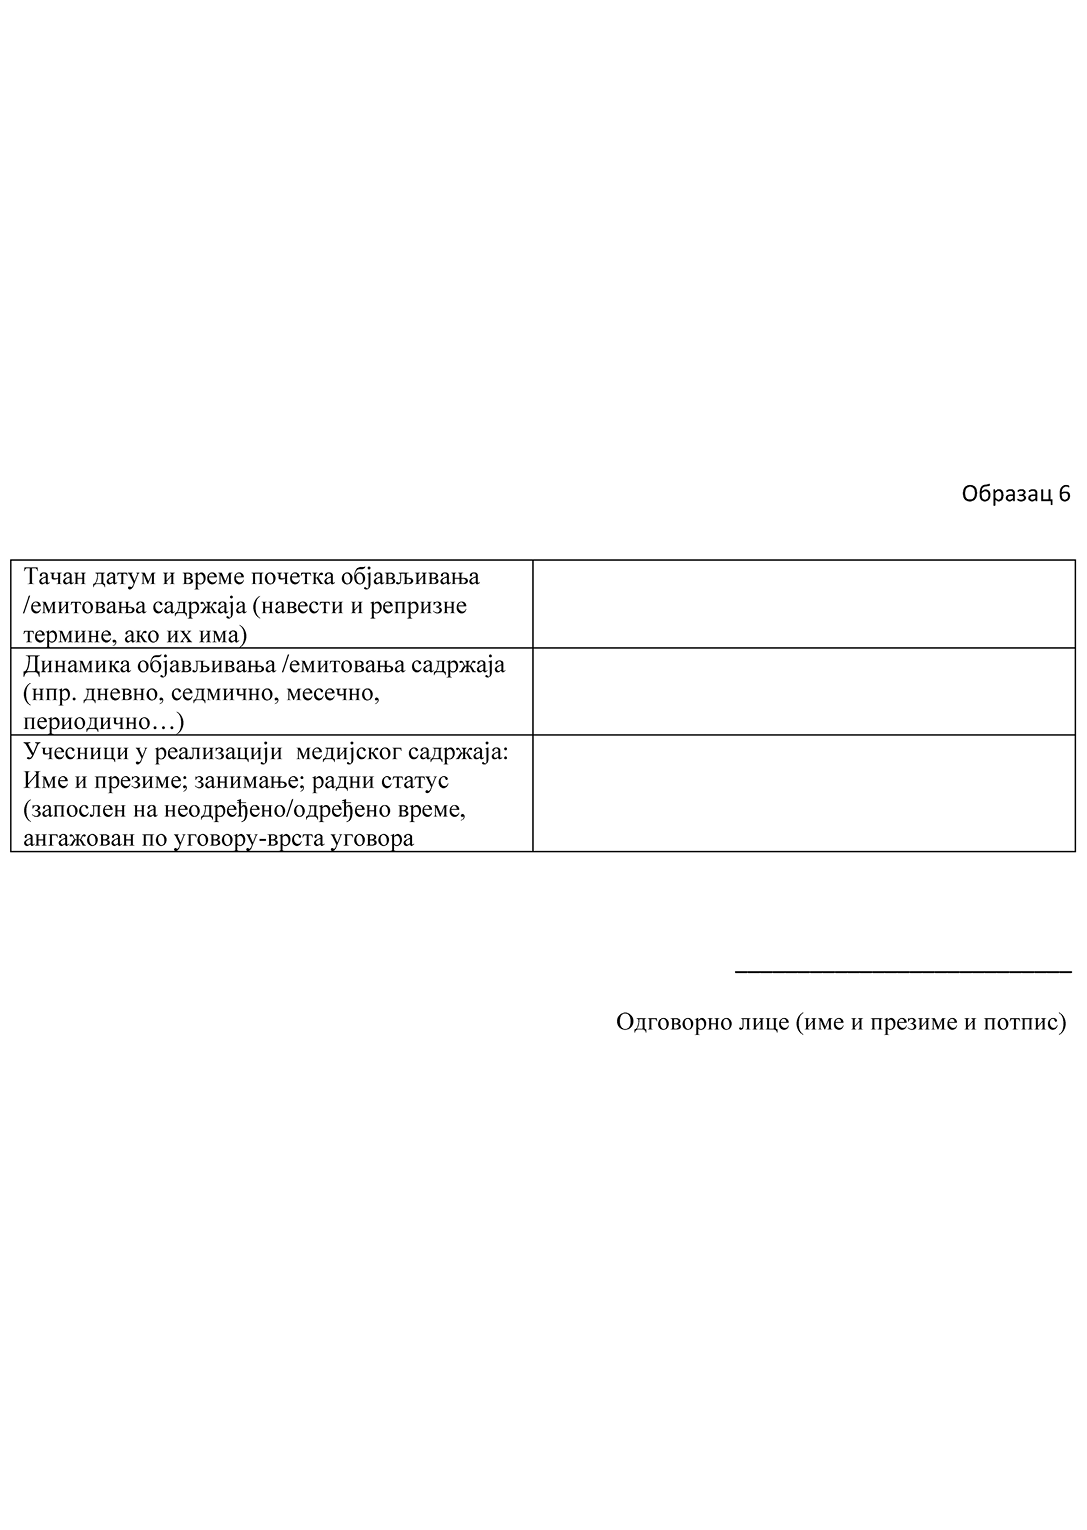 Образац 6
Тачан датум и време почетка објављивања
/емитовања садржаја (навести и репризне
термине, ако их има)
Динамика објављивања /емитовања садржаја
(нпр. дневно, седмично, месечно,
периодично…)
Учесници у реализацији  медијског садржаја:
Име и презиме; занимање; радни статус
(запослен на неодређено/одређено време,
ангажован по уговору-врста уговора
Одговорно лице (име и презиме и потпис)